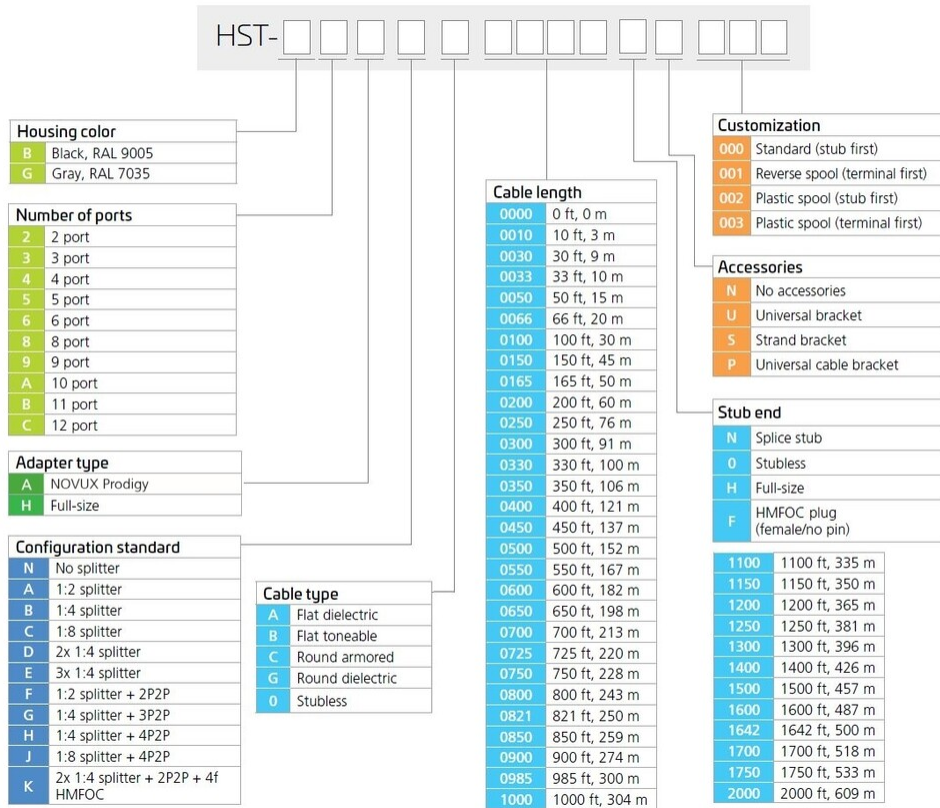 HST-
Housing color
B Black, RAL 9005
G Gray, RAL 7035
Number of ports
2 2 port
3 3 port
4 4 port
5 5 port
6 6 port
8 8 port
9 9 port
A 10 port
B 11 port
C 12 port
Adapter type
A NOVUX Prodigy
H Full-size
Configuration standard
N No splitter
A 1:2 splitter
B 1:4 splitter
C 1:8 splitter
D 2x 1:4 splitter
E 3x 1:4 splitter
F 1:2 splitter + 2P2P
G 1:4 splitter + 3P2P
H 1:4 splitter + 4P2P
J 1:8 splitter + 4P2P
K 2x 1:4 splitter + 2P2P + 4f
HMFOC
Cable type
A Flat dielectric
B Flat toneable
C Round armored
G Round dielectric
0 Stubless
Cable length
0000 0 ft, 0 m
0010 10 ft, 3 m
0030 30 ft, 9 m
0033 33 ft, 10 m
0050 50 ft, 15 m
0066 66 ft, 20 m
0100 100 ft, 30 m
0150 150 ft, 45 m
0165 165 ft, 50 m
0200 200 ft, 60 m
0250 250 ft, 76 m
0300 300 ft, 91 m
0330 330 ft, 100 m
0350 350 ft, 106 m
0400 400 ft, 121 m
0450 450 ft, 137 m
0500 500 ft, 152 m
0550 550 ft, 167 m
0600 600 ft, 182 m
0650 650 ft, 198 m
0700 700 ft, 213 m
0725 725 ft, 220 m
0750 750 ft, 228 m
0800 800 ft, 243 m
0821 821 ft, 250 m
0850 850 ft, 259 m
0900 900 ft, 274 m
0985 985 ft, 300 m
1000 1000 ft, 304 m
Customization
000 Standard (stub first)
001 Reverse spool (terminal first)
002 Plastic spool (stub first)
003 Plastic spool (terminal first)
Accessories
N No accessories
U Universal bracket
S Strand bracket
P Universal cable bracket
Stub end
N Splice stub
0 Stubless
H Full-size
F HMFOC plug
(female/no pin)
1100 1100 ft, 335 m
1150 1150 ft, 350 m
1200 1200 ft, 365 m
1250 1250 ft, 381 m
1300 1300 ft, 396 m
1400 1400 ft, 426 m
1500 1500 ft, 457 m
1600 1600 ft, 487 m
1642 1642 ft, 500 m
1700 1700 ft, 518 m
1750 1750 ft, 533 m
2000 2000 ft, 609 m